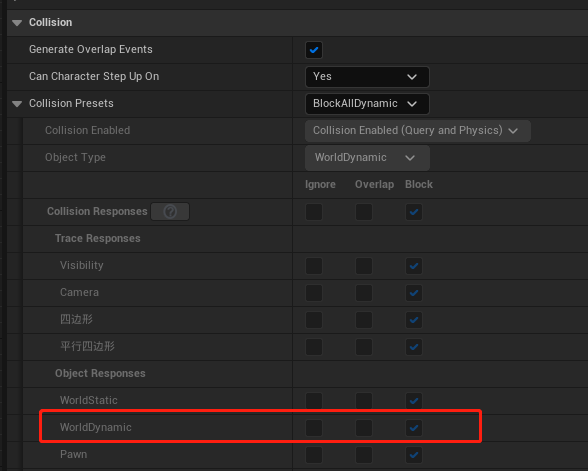 Collision
Generate Overlap Events
Can Character Step Up On Yes
Collision Presets BlockAllDynamic
Collision Enabled Collision Enabled (Query and Physics)
Object Type WorldDynamic
Ignore Overlap Block
Collision Responses ?
Trace Responses
Visibility
Camera
四边形
平行四边形
Object Responses
WorldStatic
WorldDynamic
Pawn